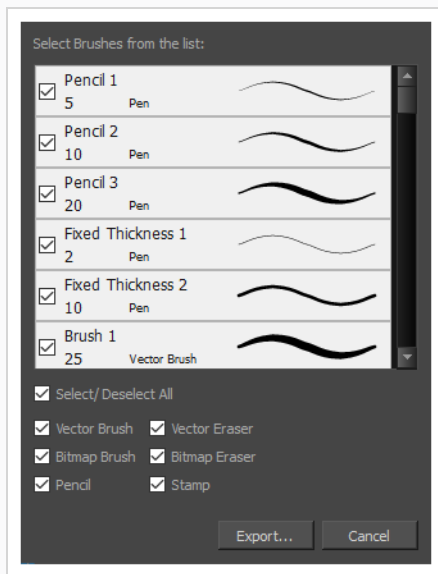 Select Brushes from the list:
Pencil 1
5 Pen
Pencil 2
10 Pen
Pencil 3
20 Pen
Fixed Thickness 1
2 Pen
Fixed Thickness 2
10 Pen
Brush 1
25 Vector Brush
Select/ Deselect All
Vector Brush Vector Eraser
Bitmap Brush Bitmap Eraser
Pencil Stamp
Export... Cancel